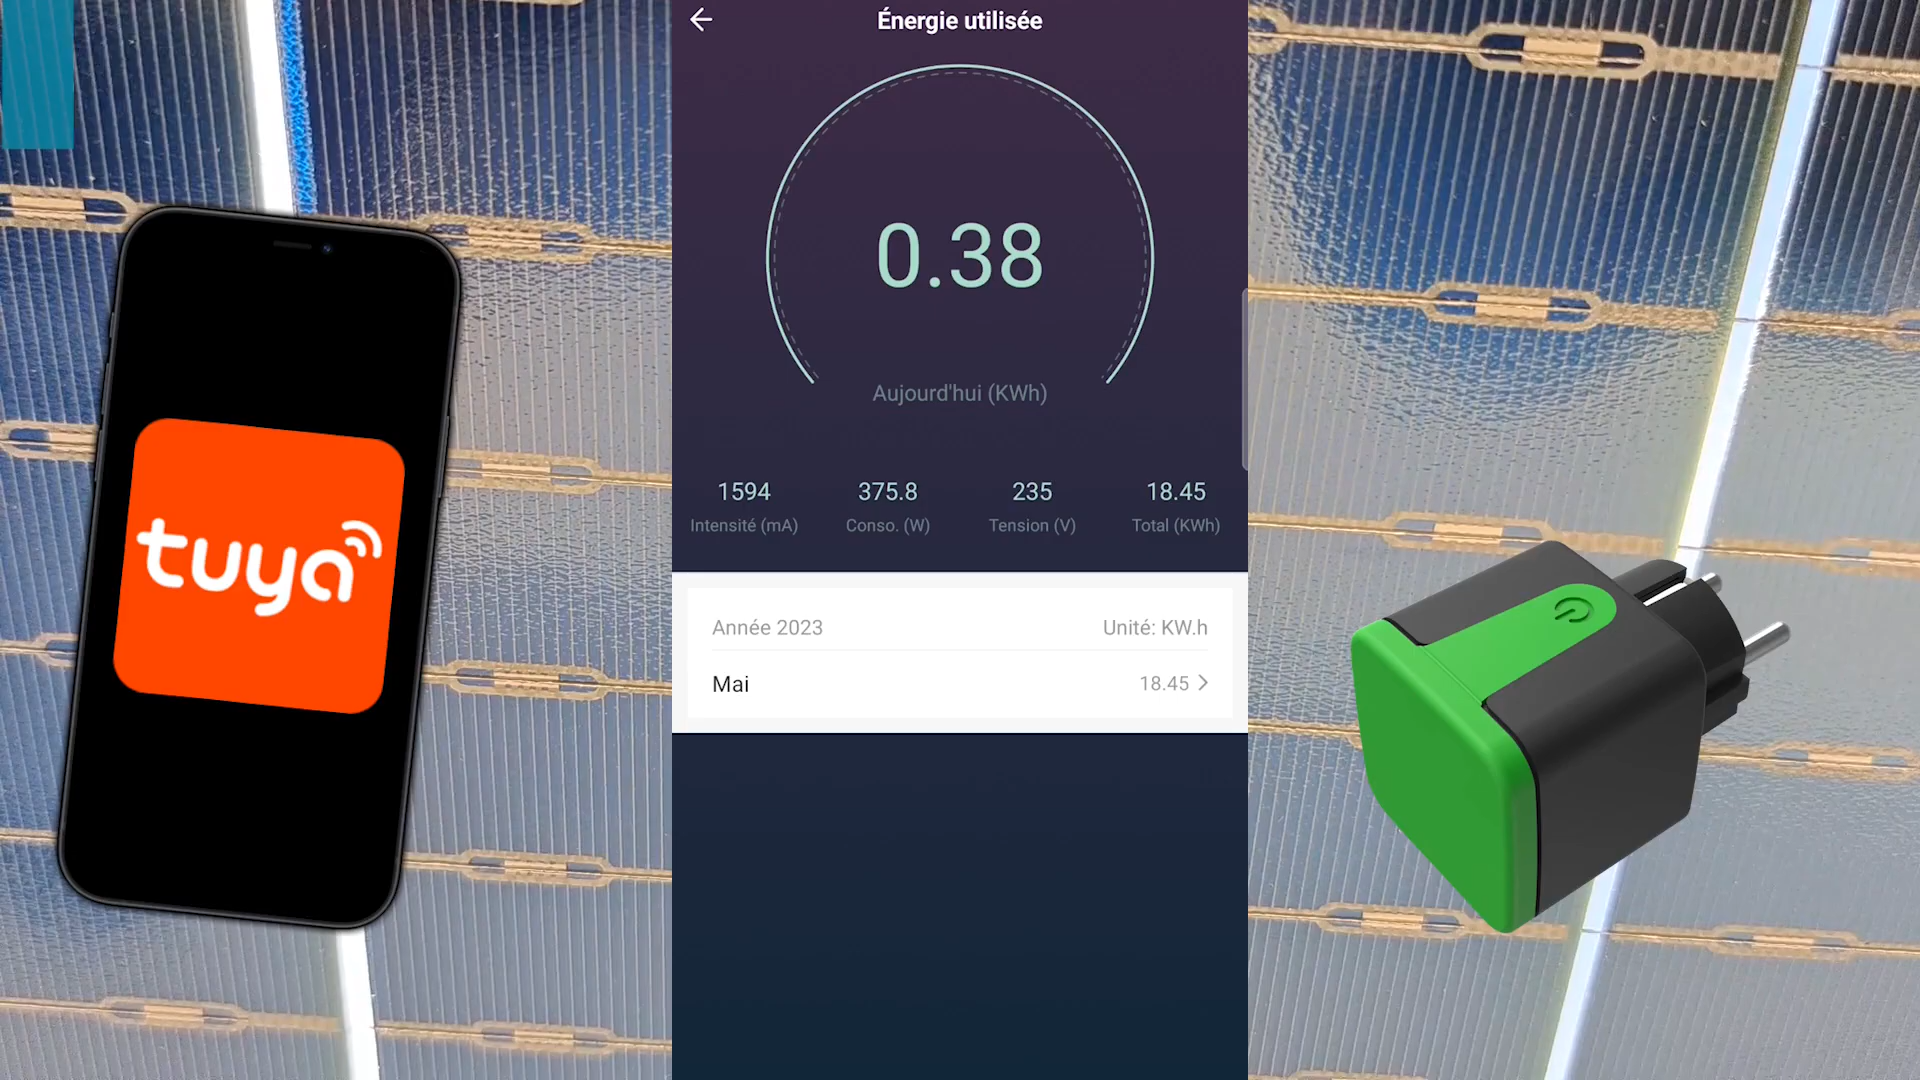 Énergie utilisée
0.38
Aujourd'hui (KWh)
1594 375.8 235 18.45
Intensité (mA) Conso. (W) Tension (V) Total (KWh)
Année 2023 Unité: KW.h
Mai 18.45
tuya